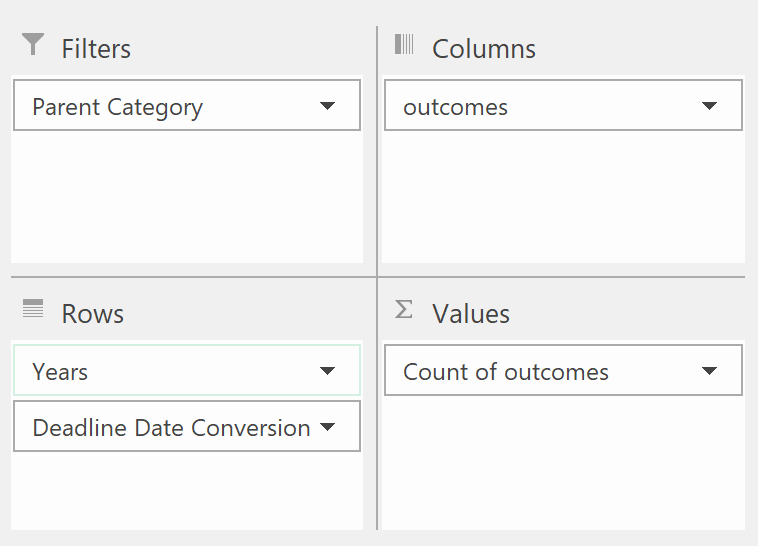 Filters
Parent Category
Columns
outcomes
Rows
Years
Deadline Date Conversion
Σ Values
Count of outcomes